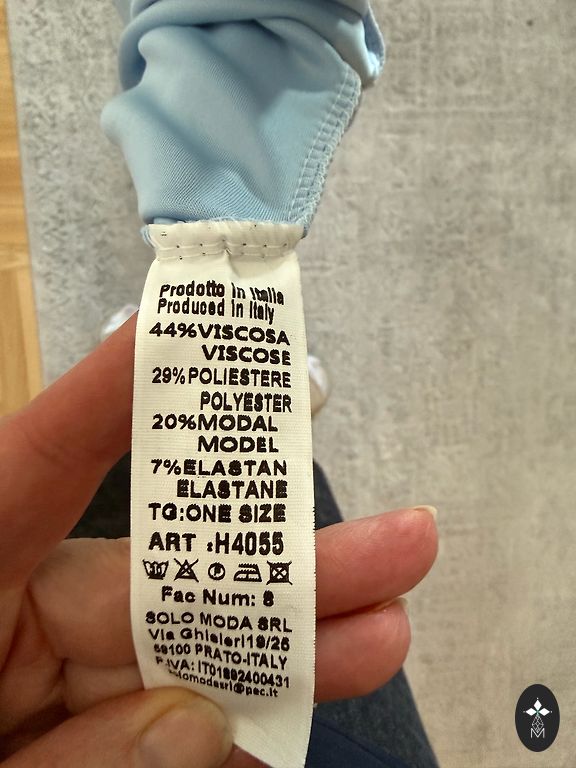 Prodotto in Italia
Produced in Italy
44%VISCOSA
VISCOSE
29%POLIESTERE
POLYESTER
20%MODAL
MODEL
7%ELASTAN
ELASTANE
TG:ONE SIZE
ART :H4055
Fac Num: 8
SOLO MODA SRL
Via Ghisleri19/25
59100 PRATO-ITALY
P.IVA: IT01892400431